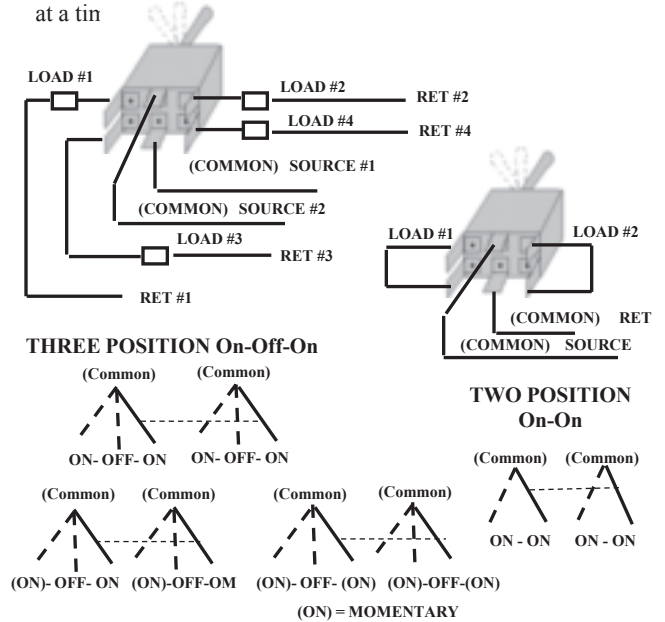 at a tin
LOAD #1
LOAD #2
RET #2
LOAD #4
RET #4
(COMMON) SOURCE #1
(COMMON) SOURCE #2
LOAD #3
RET #3
RET #1
LOAD #1
LOAD #2
(COMMON) RET
(COMMON) SOURCE
THREE POSITION On-Off-On
(Common) (Common)
ON- OFF- ON ON- OFF- ON
(Common) (Common)
(ON)- OFF- ON (ON)-OFF-OM
(Common) (Common)
(ON)- OFF- (ON) (ON)-OFF-(ON)
(ON) = MOMENTARY
TWO POSITION
On-On
(Common) (Common)
ON - ON ON - ON